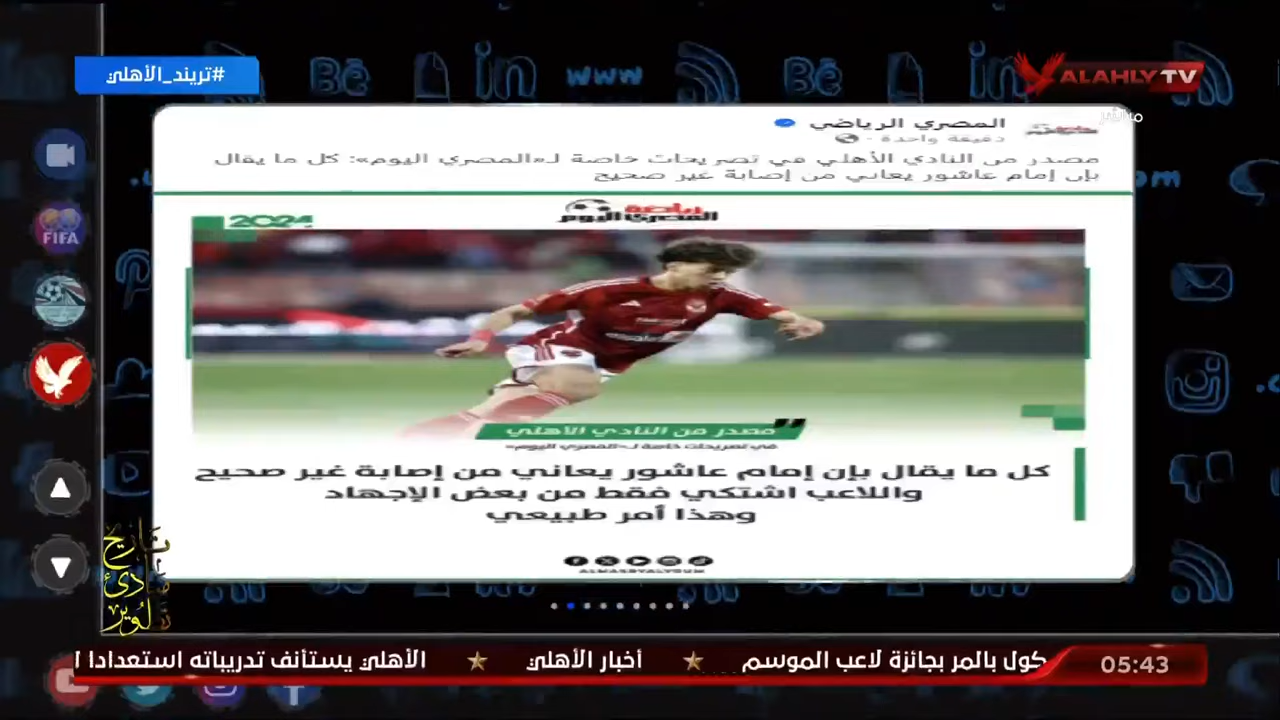 #تريند_الأهلي
ALAHLY TV
مباشر
المصري الرياضي
دقيقة واحدة
مصدر من النادي الأهلي في تصريحات خاصة لـ«المصري اليوم»: كل ما يقال
بإن إمام عاشور يعاني من إصابة غير صحيح
2024
رياضة
المصري اليوم
FIFA
مصدر من النادي الأهلي
في تصريحات خاصة لـ«المصري اليوم»
كل ما يقال بإن إمام عاشور يعاني من إصابة غير صحيح
واللاعب اشتكي فقط من بعض الإجهاد
وهذا أمر طبيعي
ALMASRYALYOUM
كول بالمر بجائزة لاعب الموسم ★ أخبار الأهلي ★ الأهلي يستأنف تدريباته استعدادا ل
05:43